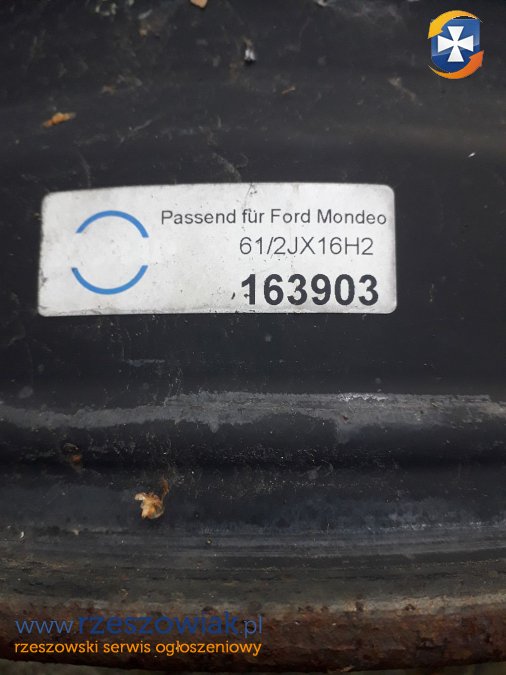 Passend für Ford Mondeo
61/2JX16H2
163903
www.rzeszowiak.pl
rzeszowski serwis ogłoszeniowy